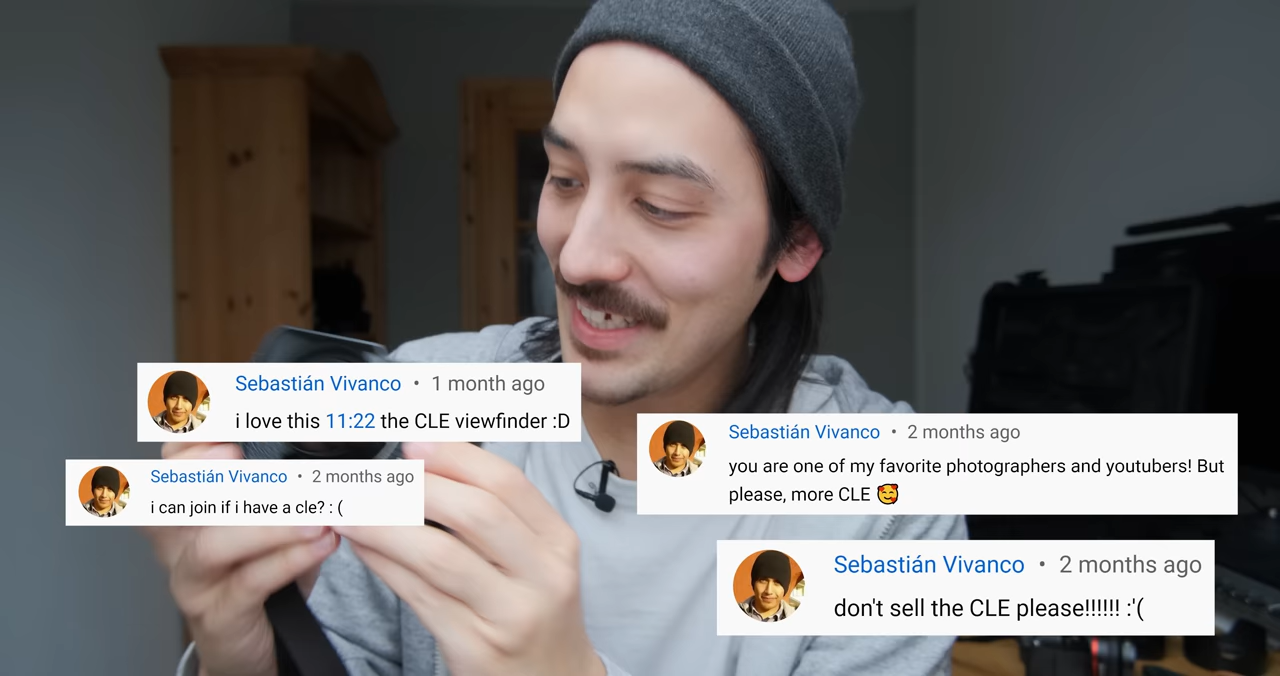 Sebastián Vivanco • 1 month ago
i love this 11:22 the CLE viewfinder :D
Sebastián Vivanco • 2 months ago
you are one of my favorite photographers and youtubers! But
please, more CLE 🥰
Sebastián Vivanco • 2 months ago
i can join if i have a cle? : (
Sebastián Vivanco • 2 months ago
don't sell the CLE please!!!!!! :'(